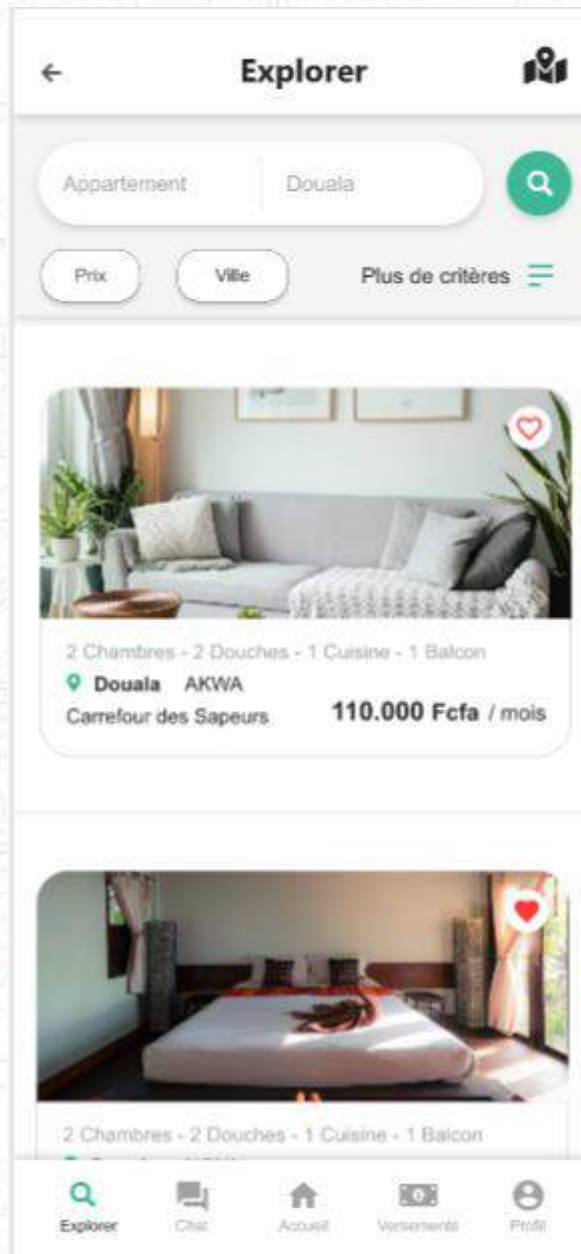 Explorer
Appartement Douala
Prix Ville Plus de critères
2 Chambres - 2 Douches - 1 Cuisine - 1 Balcon
Douala AKWA
Carrefour des Sapeurs 110.000 Fcfa / mois
2 Chambres - 2 Douches - 1 Cuisine - 1 Balcon
Explorer Chat Accueil Versements Profil